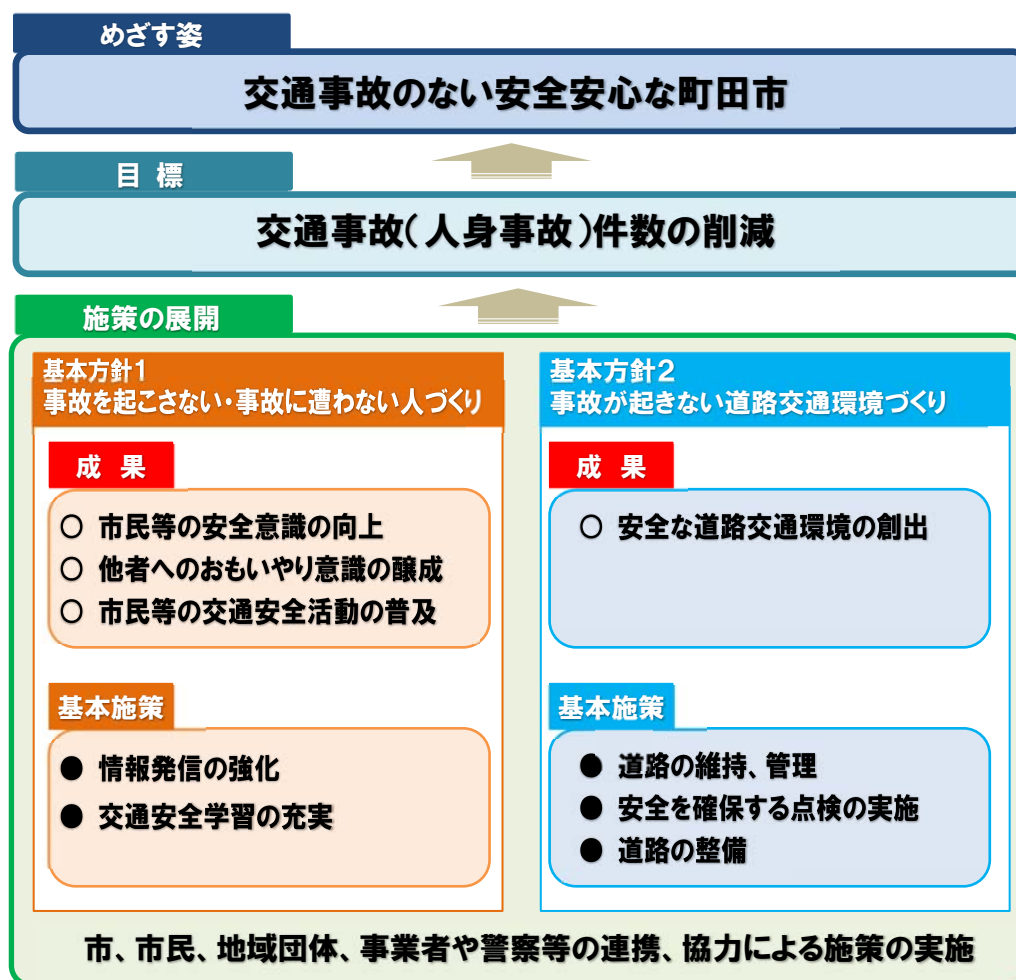 めざす姿
交通事故のない安全安心な町田市
目 標
交通事故(人身事故)件数の削減
施策の展開
基本方針1
事故を起こさない・事故に遭わない人づくり
成 果
○ 市民等の安全意識の向上
○ 他者へのおもいやり意識の醸成
○ 市民等の交通安全活動の普及
基本施策
● 情報発信の強化
● 交通安全学習の充実
基本方針2
事故が起きない道路交通環境づくり
成 果
○ 安全な道路交通環境の創出
基本施策
● 道路の維持、管理
● 安全を確保する点検の実施
● 道路の整備
市、市民、地域団体、事業者や警察等の連携、協力による施策の実施